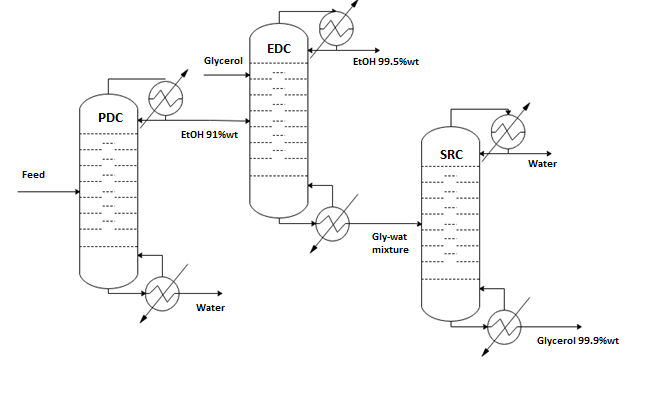 EDC
Glycerol
EtOH 99.5%wt
PDC
EtOH 91%wt
SRC
Water
Feed
Gly-wat
mixture
Water
Glycerol 99.9%wt